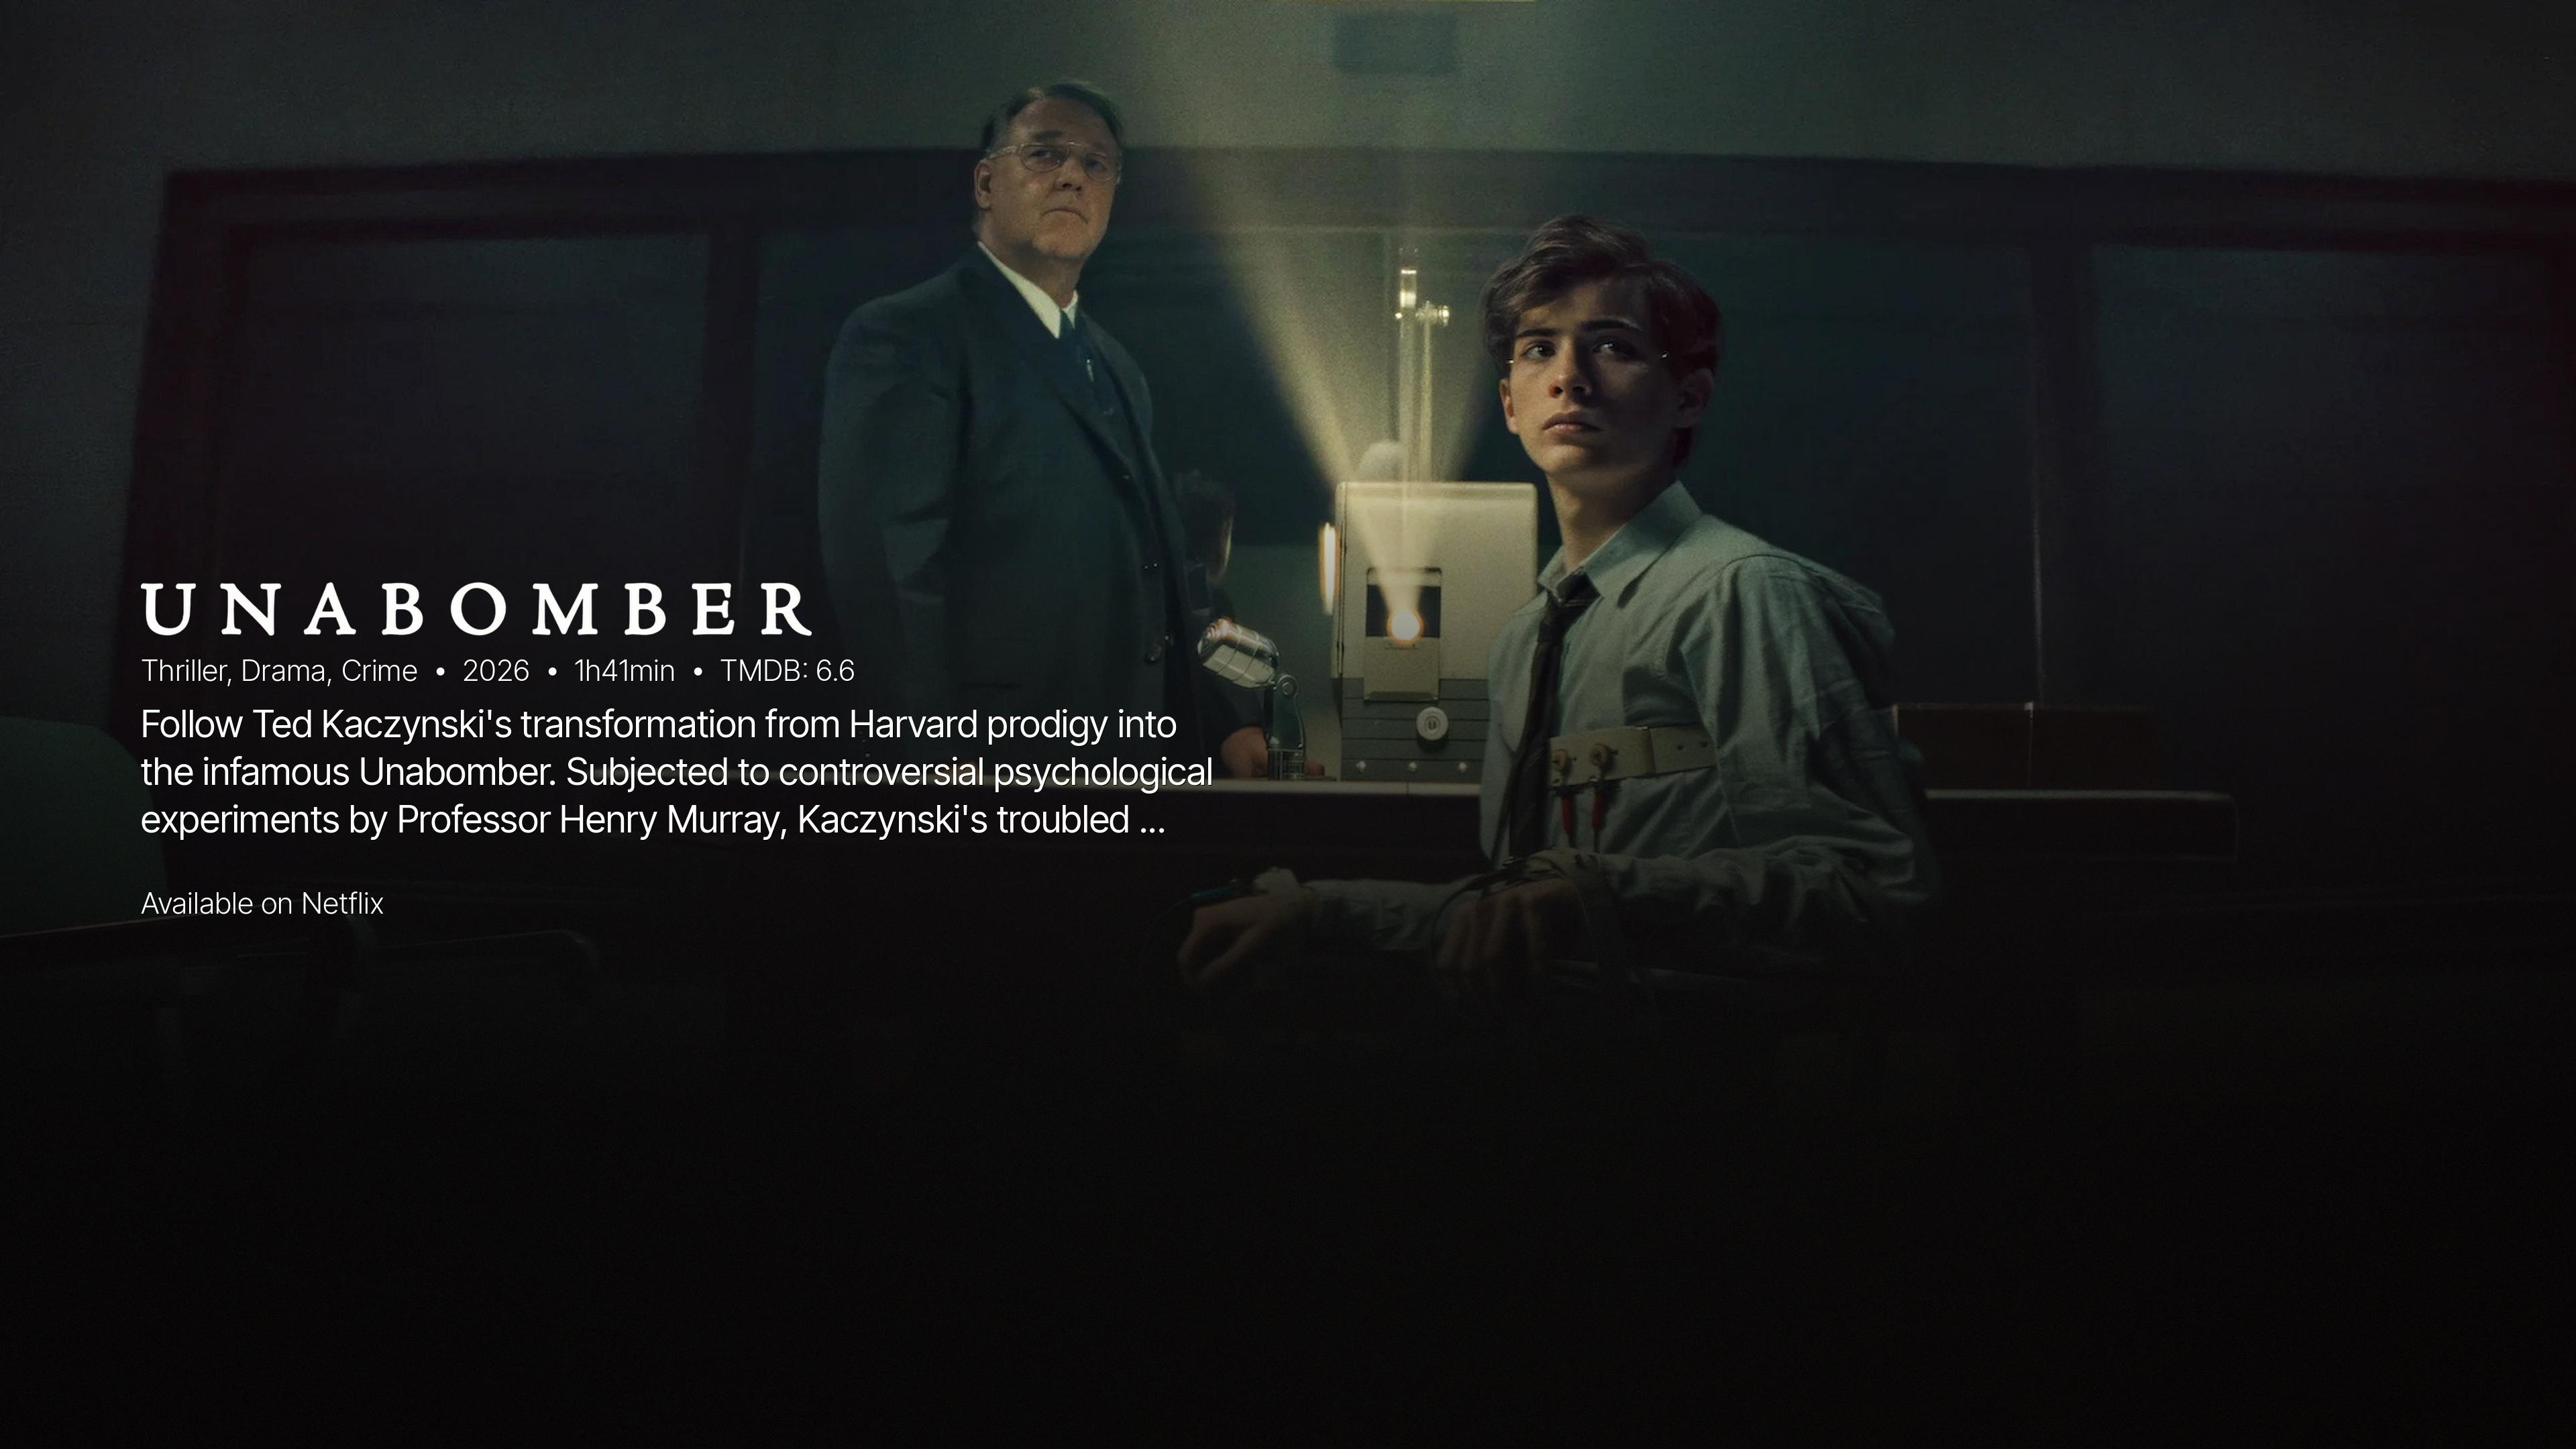 UNABOMBER
Thriller, Drama, Crime • 2026 • 1h41min • TMDB: 6.6
Follow Ted Kaczynski's transformation from Harvard prodigy into
the infamous Unabomber. Subjected to controversial psychological
experiments by Professor Henry Murray, Kaczynski's troubled ...
Available on Netflix